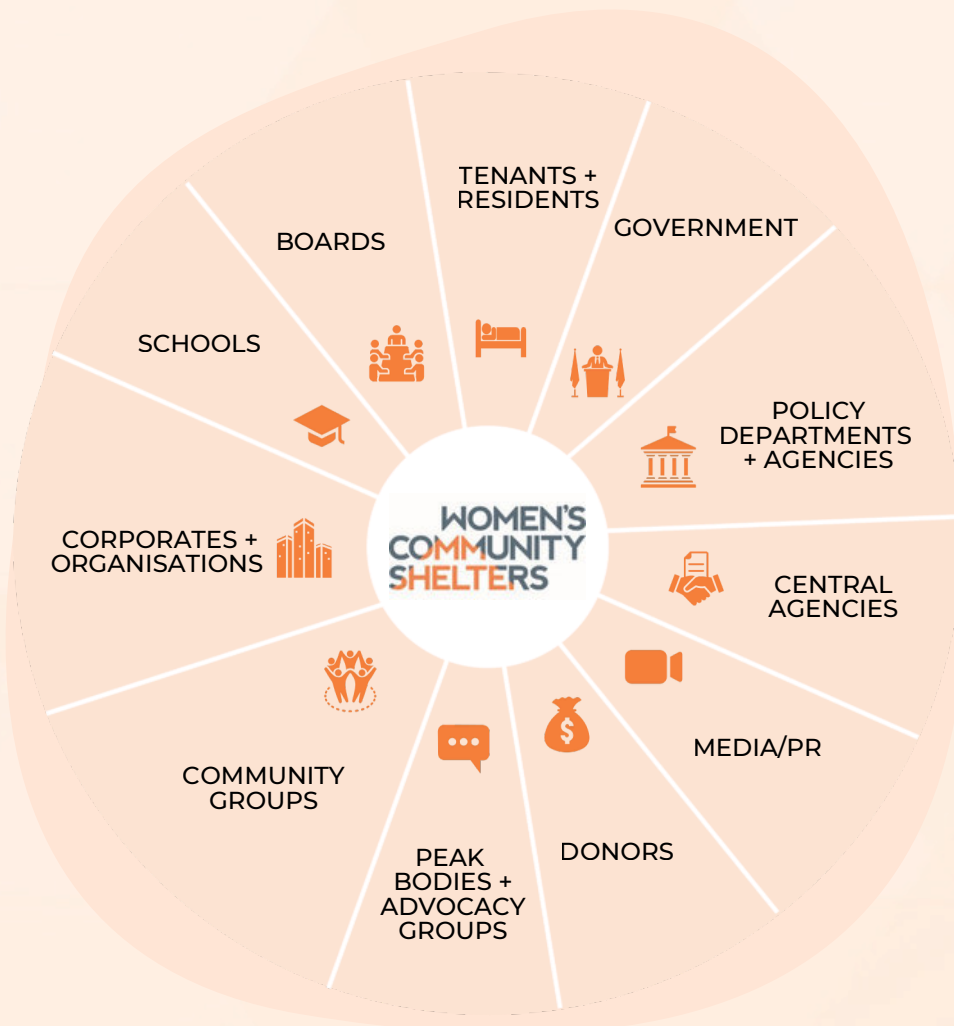 TENANTS +
RESIDENTS
GOVERNMENT
POLICY
DEPARTMENTS
+ AGENCIES
CENTRAL
AGENCIES
MEDIA/PR
DONORS
PEAK
BODIES +
ADVOCACY
GROUPS
COMMUNITY
GROUPS
CORPORATES +
ORGANISATIONS
SCHOOLS
BOARDS
WOMEN'S
COMMUNITY
SHELTERS
$